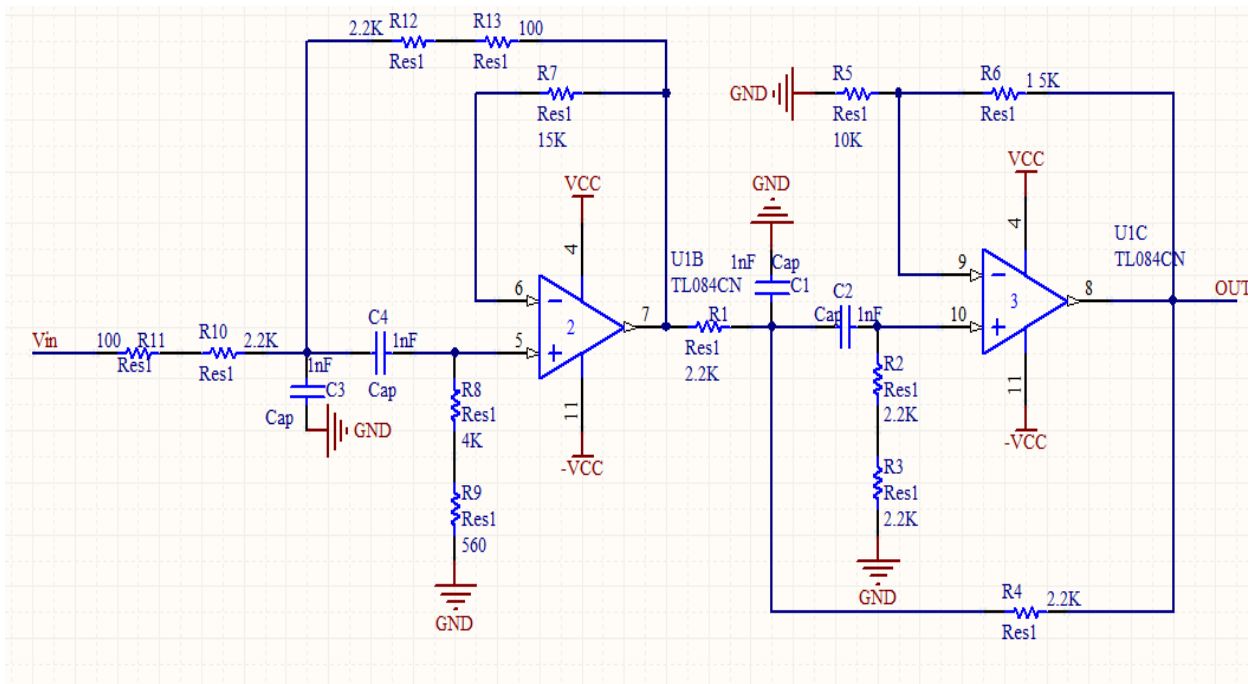 2.2K R12 R13 100
Res1 Res1
R7
Res1
15K
GND R5 R6 1 5K
Res1 Res1
10K
VCC
4
U1B
TL084CN
6
2
7
5
11
-VCC
Vin 100 R11 R10 2.2K
Res1 Res1
C4
1nF
Cap
1nF
C3
Cap
GND
R8
Res1
4K
R9
Res1
560
GND
R1
Res1
2.2K
GND
1nF Cap
C1
C2
Cap 1nF
VCC
4
U1C
TL084CN
9
3
8 OUT
10
11
-VCC
R2
Res1
2.2K
R3
Res1
2.2K
GND
R4 2.2K
Res1